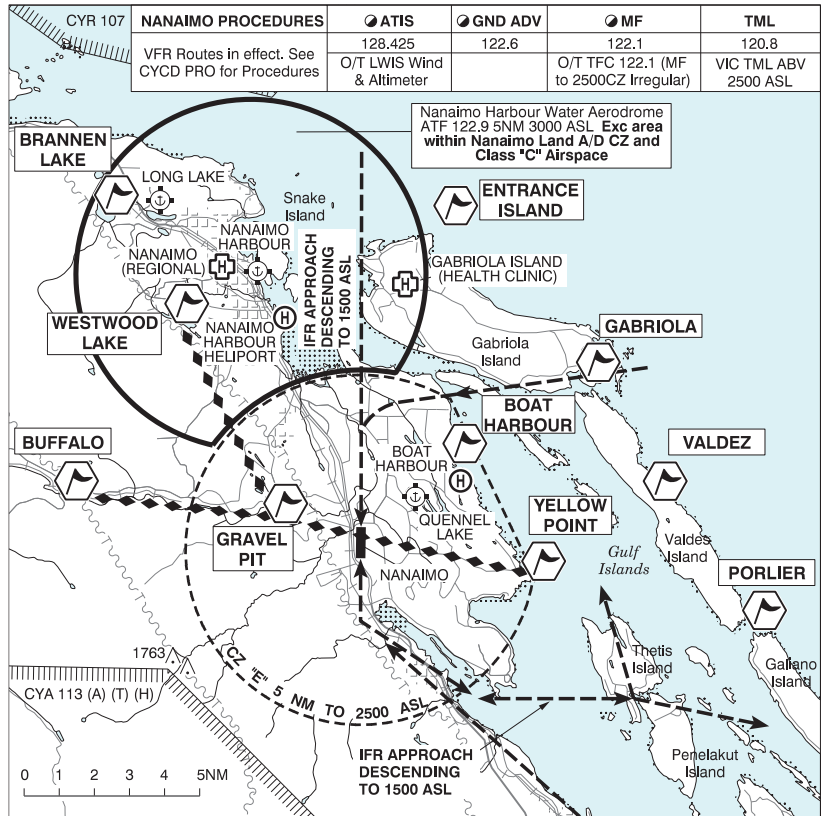 CYR 107
NANAIMO PROCEDURES
ATIS
GND ADV
MF
TML
VFR Routes in effect. See
CYCD PRO for Procedures
128.425
122.6
122.1
120.8
O/T LWIS Wind
& Altimeter
O/T TFC 122.1 (MF
to 2500CZ Irregular)
VIC TML ABV
2500 ASL
Nanaimo Harbour Water Aerodrome
ATF 122.9 5NM 3000 ASL Exc area
within Nanaimo Land A/D CZ and
Class "C" Airspace
BRANNEN
LAKE
LONG LAKE
Snake
Island
ENTRANCE
ISLAND
NANAIMO
HARBOUR
NANAIMO
(REGIONAL)
H
IFR APPROACH
DESCENDING
TO 1500 ASL
H
GABRIOLA ISLAND
(HEALTH CLINIC)
WESTWOOD
LAKE
NANAIMO
HARBOUR
HELIPORT
H
Gabriola
Island
GABRIOLA
BOAT
HARBOUR
BUFFALO
VALDEZ
BOAT
HARBOUR
H
QUENNEL
LAKE
YELLOW
POINT
GRAVEL
PIT
NANAIMO
Gulf
Islands
Valdes
Island
PORLIER
1763
CZ "E" 5 NM TO 2500 ASL
Thetis
Island
Galiano
Island
CYA 113 (A) (T) (H)
IFR APPROACH
DESCENDING
TO 1500 ASL
Penelakut
Island
0 1 2 3 4 5NM